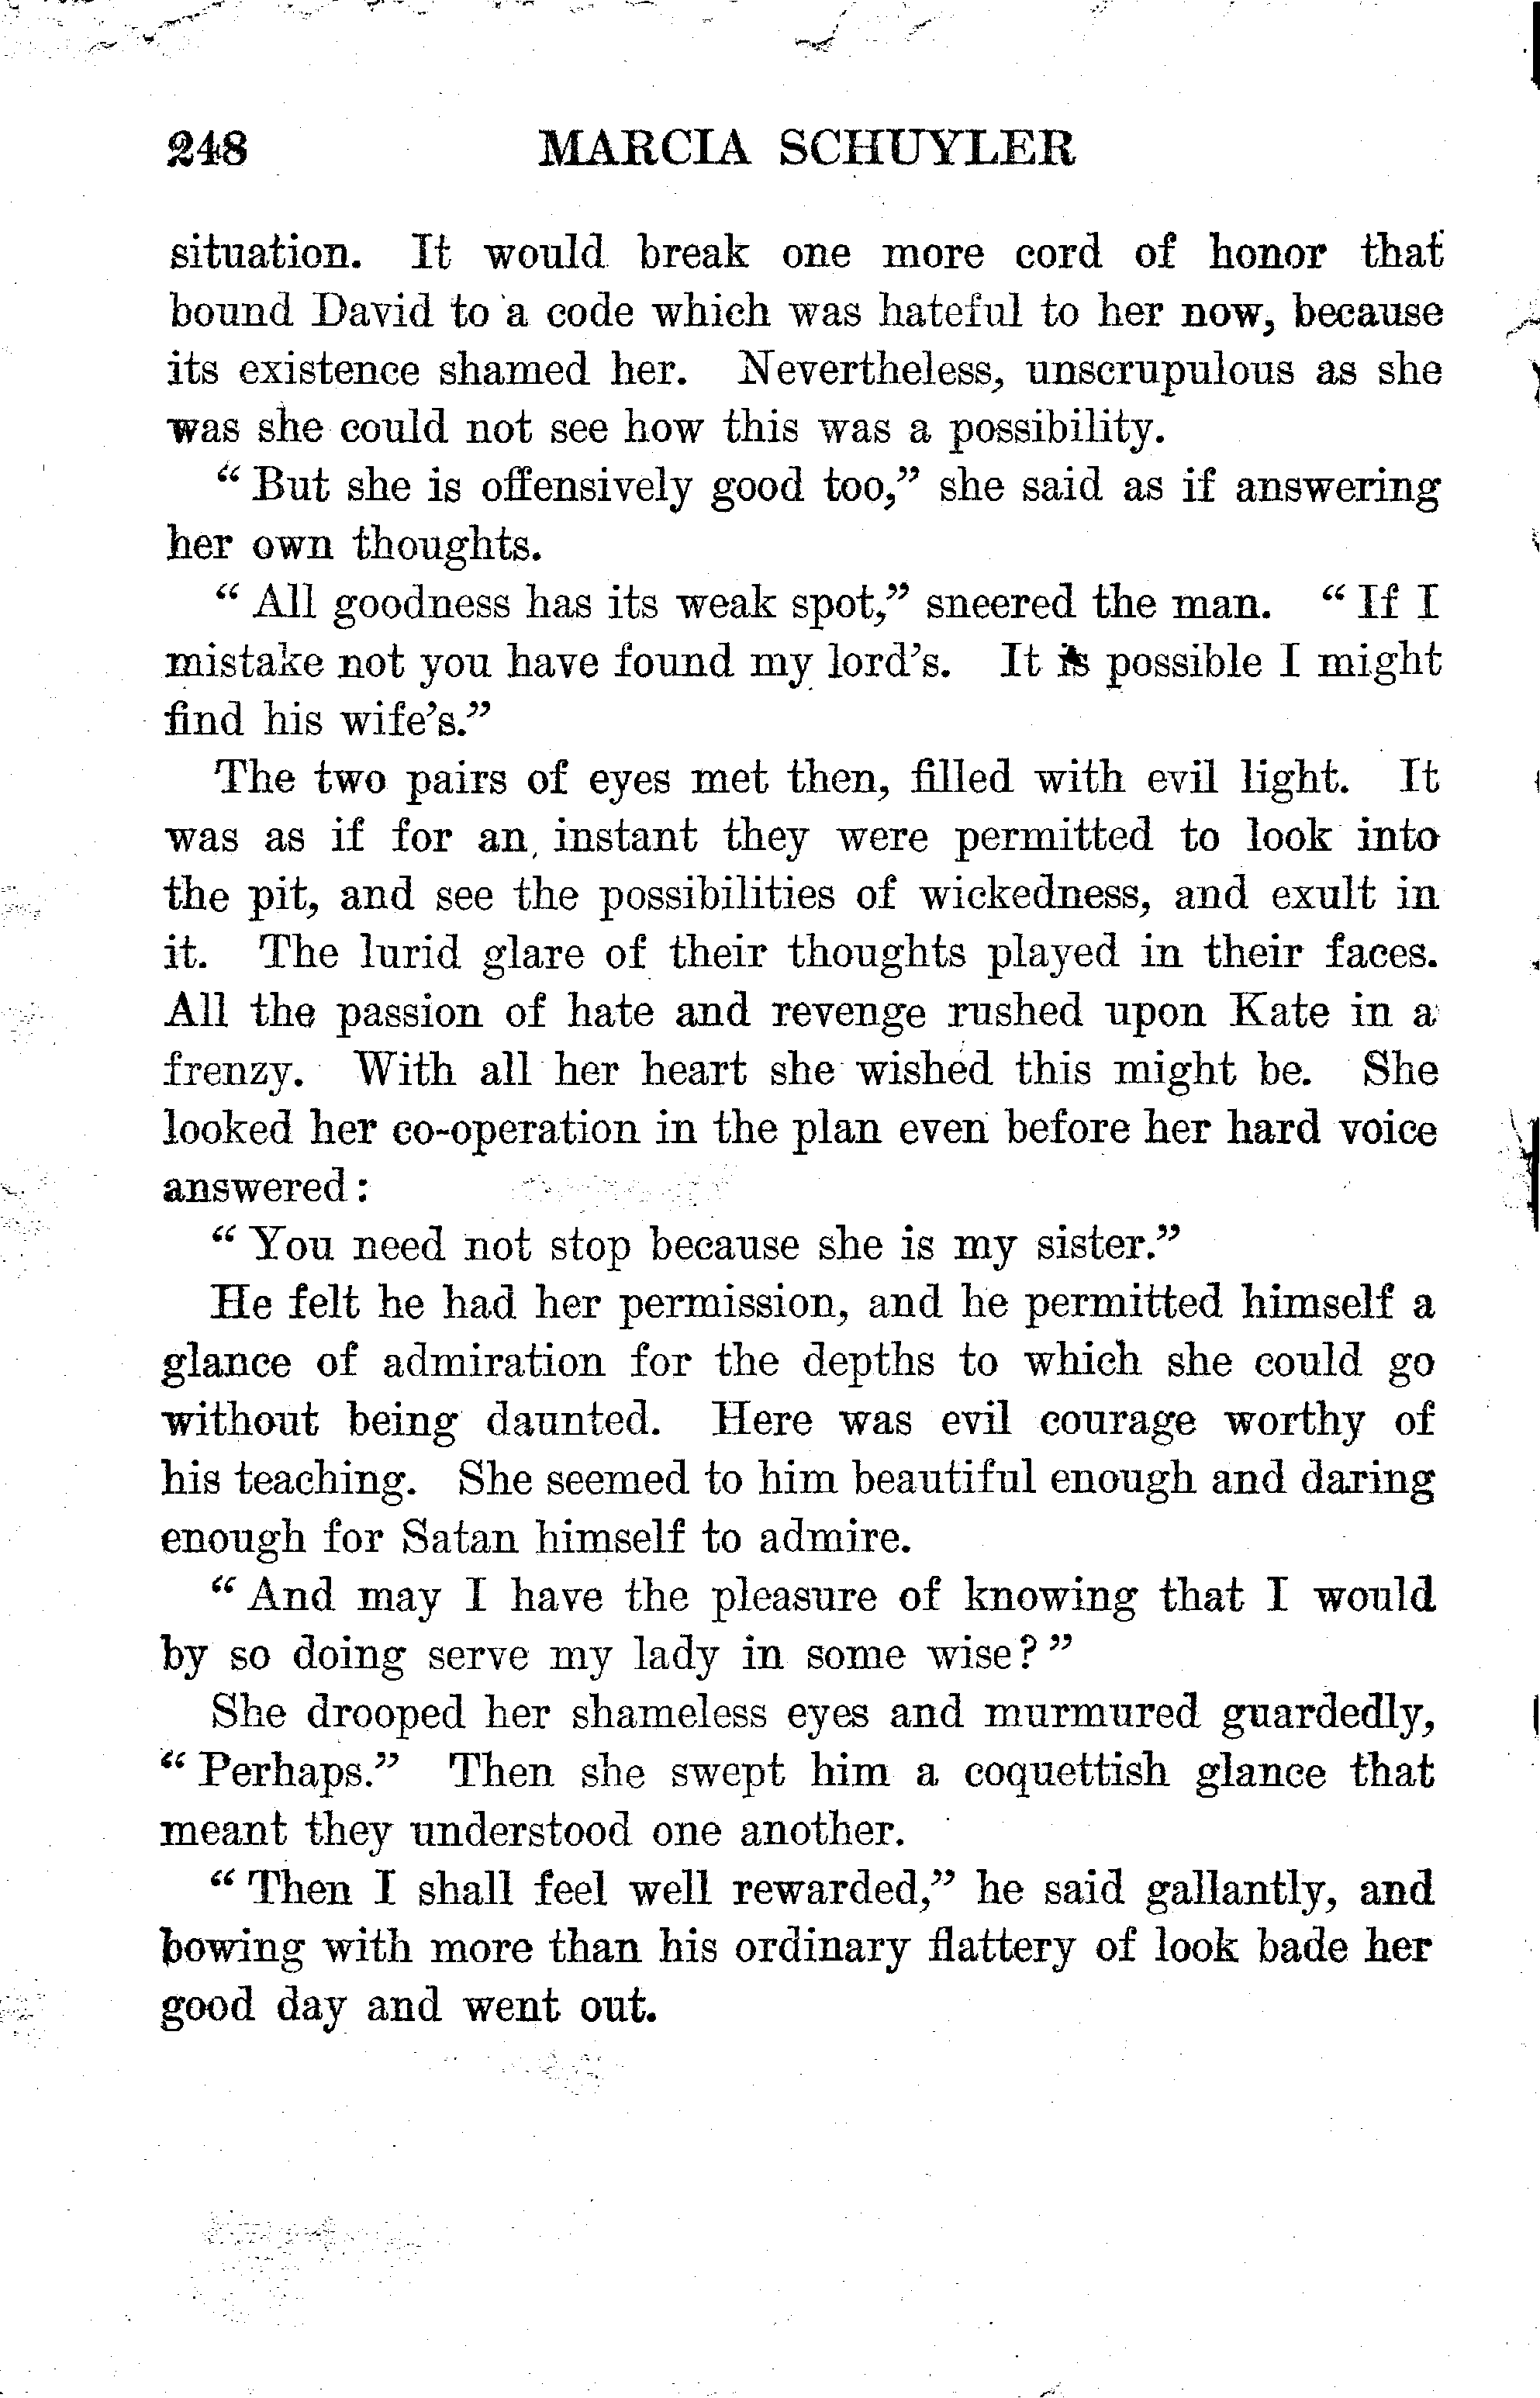 248 MARCIA SCHUYLER
situation. It would break one more cord of honor that
bound David to a code which was hateful to her now, because
its existence shamed her. Nevertheless, unscrupulous as she
was she could not see how this was a possibility.
“ But she is offensively good too,” she said as if answering
her own thoughts.
“ All goodness has its weak spot,” sneered the man. “ If I
mistake not you have found my lord’s. It is possible I might
find his wife’s.”
The two pairs of eyes met then, filled with evil light. It
was as if for an instant they were permitted to look into
the pit, and see the possibilities of wickedness, and exult in
it. The lurid glare of their thoughts played in their faces.
All the passion of hate and revenge rushed upon Kate in a
frenzy. With all her heart she wished this might be. She
looked her co-operation in the plan even before her hard voice
answered:
“ You need not stop because she is my sister.”
He felt he had her permission, and he permitted himself a
glance of admiration for the depths to which she could go
without being daunted. Here was evil courage worthy of
his teaching. She seemed to him beautiful enough and daring
enough for Satan himself to admire.
“ And may I have the pleasure of knowing that I would
by so doing serve my lady in some wise? ”
She drooped her shameless eyes and murmured guardedly,
“ Perhaps.” Then she swept him a coquettish glance that
meant they understood one another.
“ Then I shall feel well rewarded,” he said gallantly, and
bowing with more than his ordinary flattery of look bade her
good day and went out.